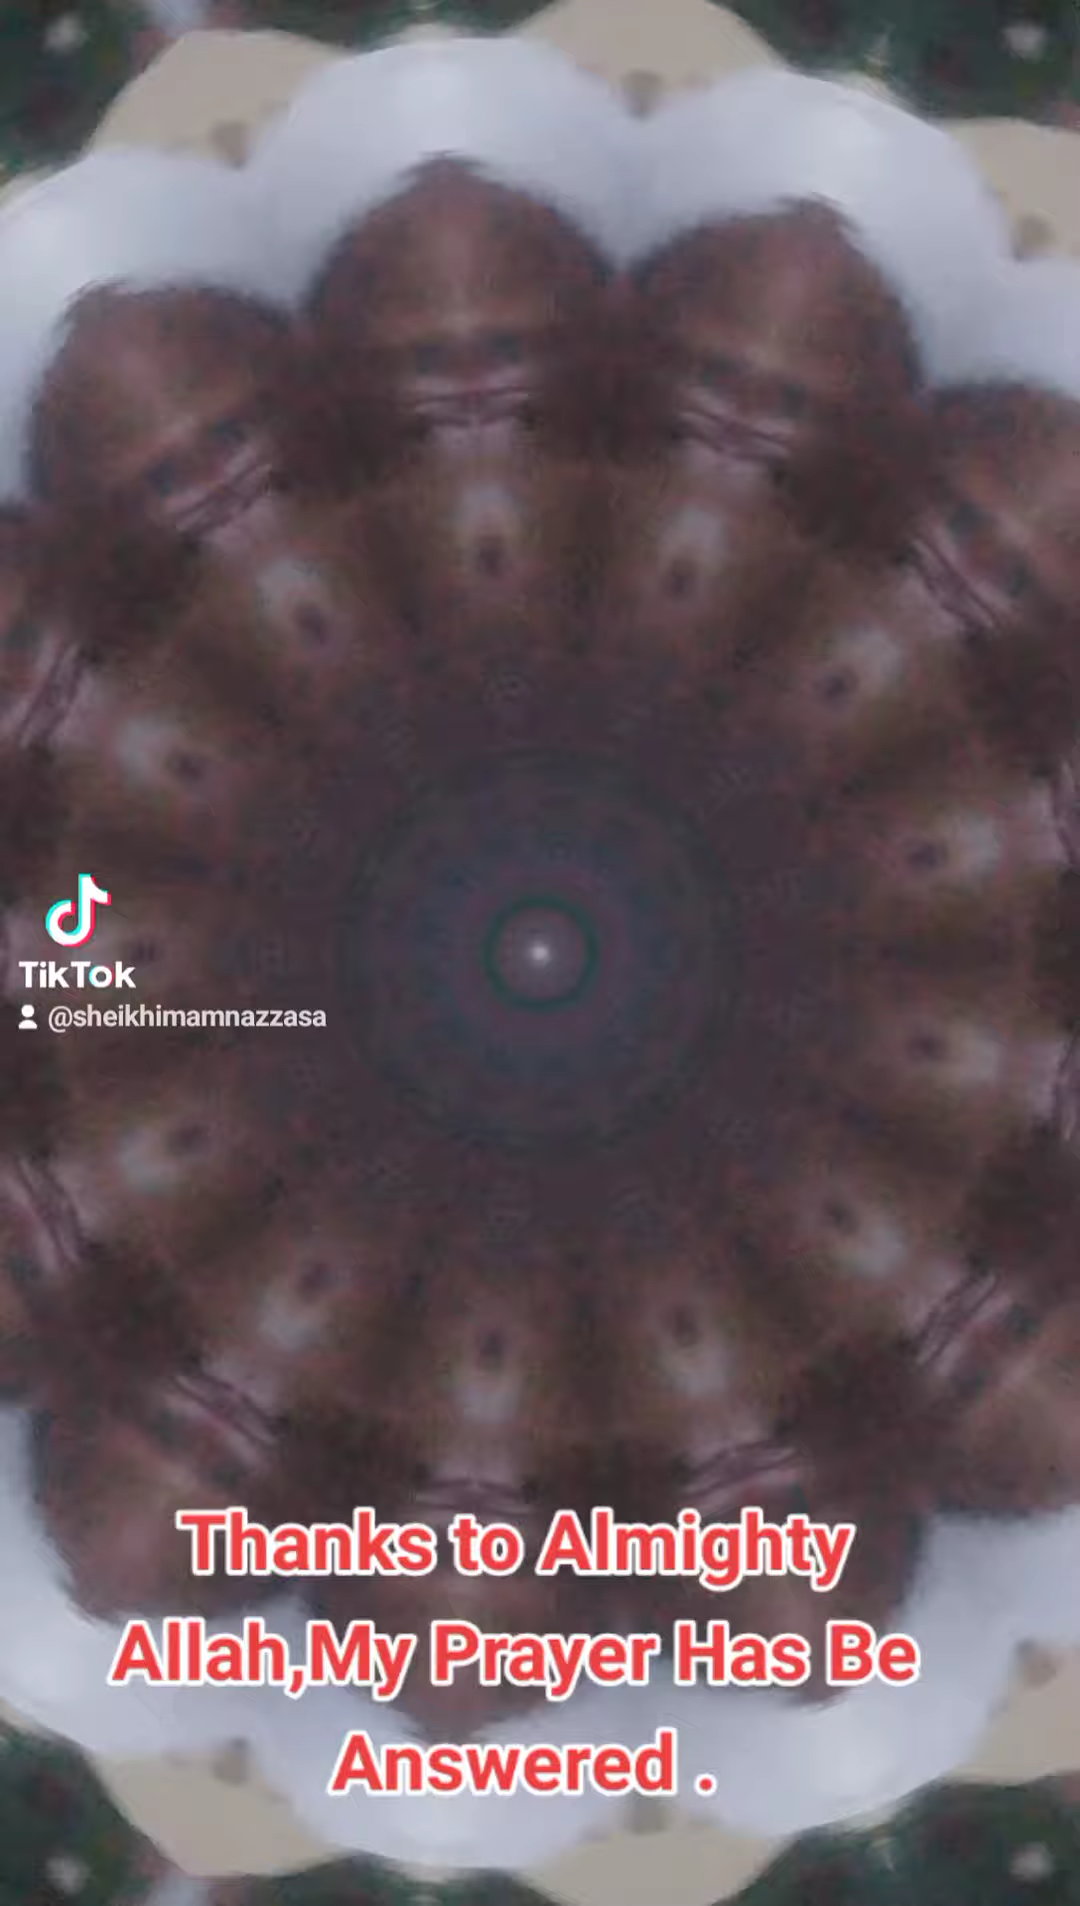 TikTok
@sheikhimamnazzasa
Thanks to Almighty
Allah,My Prayer Has Be
Answered .